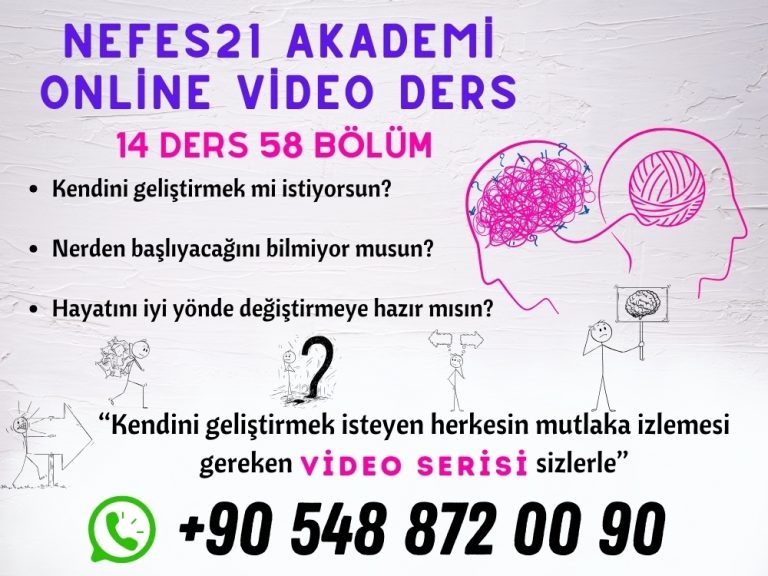 NEFES21 AKADEMİ
ONLİNE VİDEO DERS
14 DERS 58 BÖLÜM
• Kendini geliştirmek mi istiyorsun?
• Nerden başlıyacağını bilmiyor musun?
• Hayatını iyi yönde değiştirmeye hazır mısın?
“Kendini geliştirmek isteyen herkesin mutlaka izlemesi
gereken VİDEO SERİSİ sizlerle”
+90 548 872 00 90